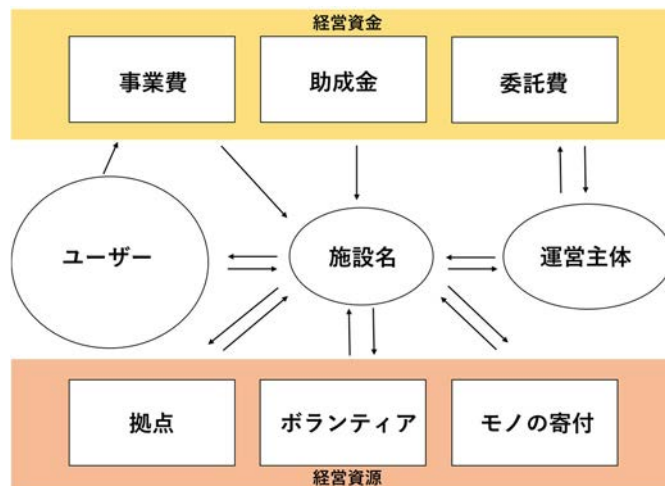 経営資金
事業費
助成金
委託費
ユーザー
施設名
運営主体
拠点
ボランティア
モノの寄付
経営資源